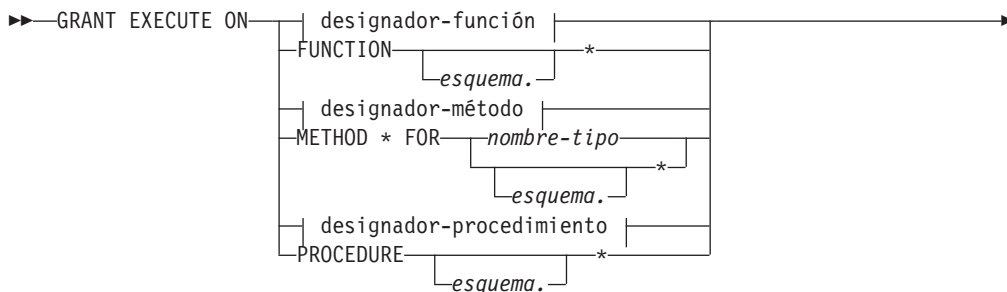 GRANT EXECUTE ON designador-función
FUNCTION *
esquema.
designador-método
METHOD * FOR nombre-tipo
*
esquema.
designador-procedimiento
PROCEDURE *
esquema.